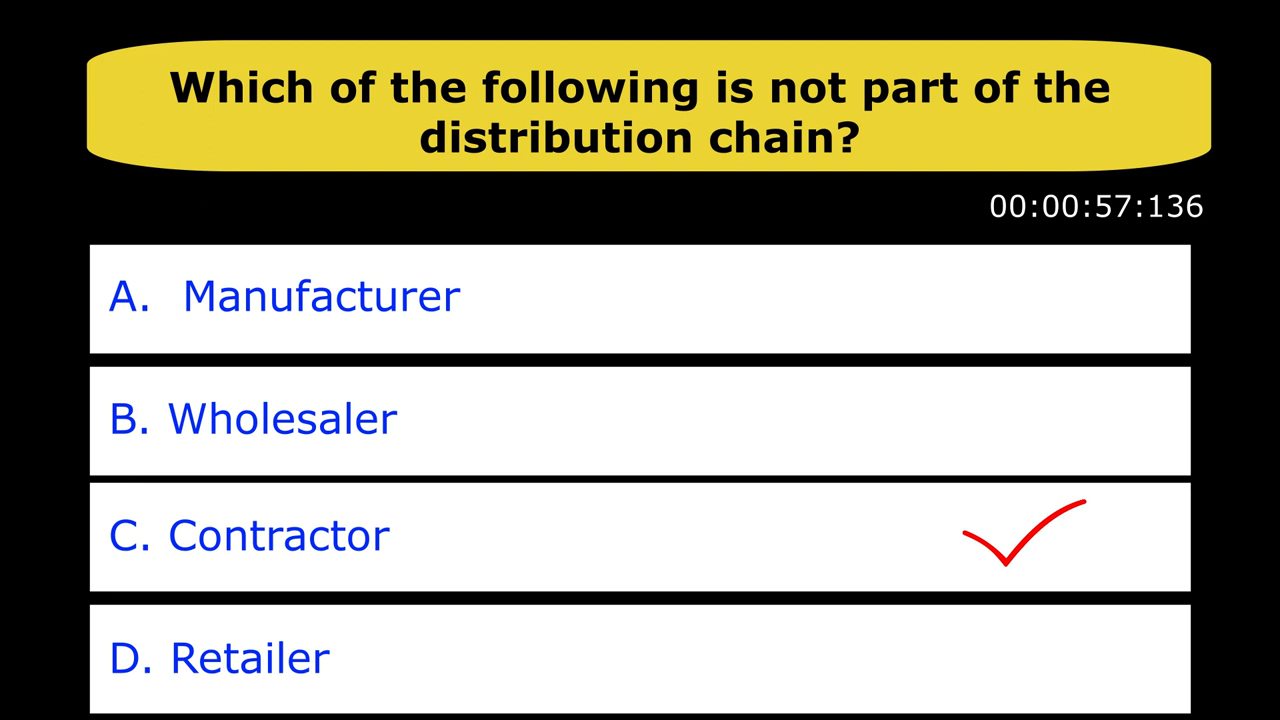 Which of the following is not part of the
distribution chain?
00:00:57:136
A. Manufacturer
B. Wholesaler
C. Contractor
D. Retailer